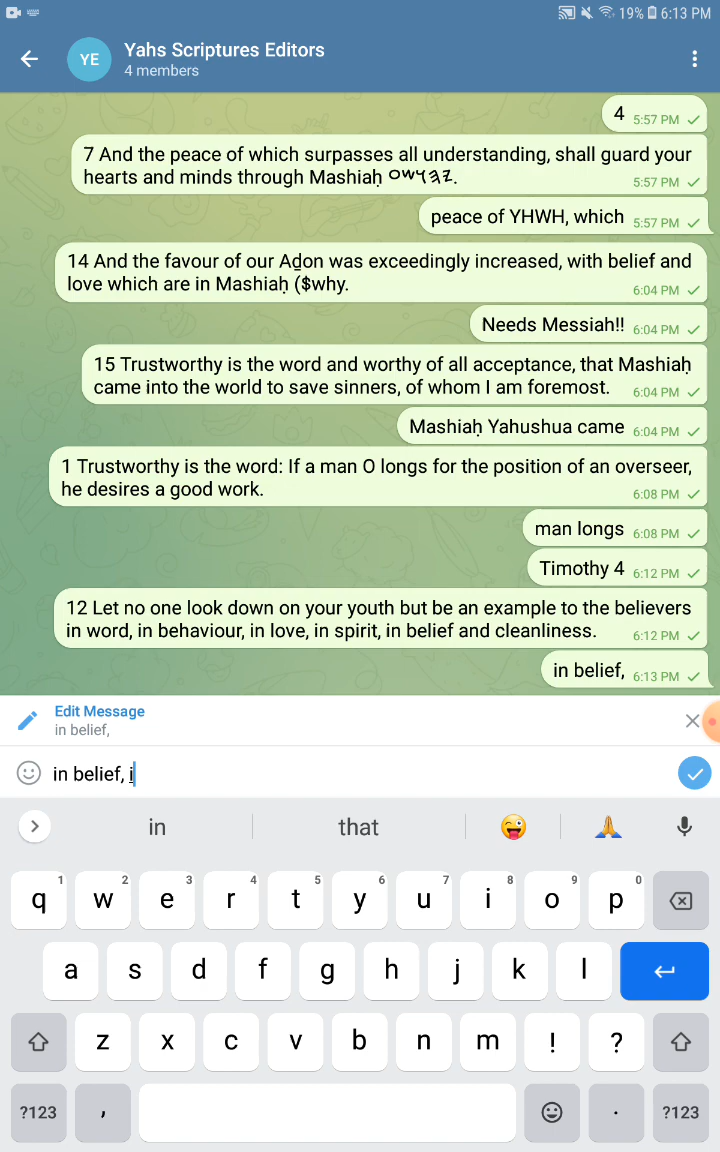 19% 6:13 PM
YE
Yahs Scriptures Editors
4 members
4 5:57 PM
7 And the peace of which surpasses all understanding, shall guard your
hearts and minds through Mashiaḥ
5:57 PM
peace of YHWH, which 5:57 PM
14 And the favour of our Aḏon was exceedingly increased, with belief and
love which are in Mashiaḥ ($why.
6:04 PM
Needs Messiah!! 6:04 PM
15 Trustworthy is the word and worthy of all acceptance, that Mashiaḥ
came into the world to save sinners, of whom I am foremost.
6:04 PM
Mashiaḥ Yahushua came 6:04 PM
1 Trustworthy is the word: If a man O longs for the position of an overseer,
he desires a good work.
6:08 PM
man longs 6:08 PM
Timothy 4 6:12 PM
12 Let no one look down on your youth but be an example to the believers
in word, in behaviour, in love, in spirit, in belief and cleanliness.
6:12 PM
in belief, 6:13 PM
Edit Message
in belief,
in belief, i
in that
1 2 3 4 5 6 7 8 9 0
q w e r t y u i o p
a s d f g h j k l
z x c v b n m ! ?
?123 , . ?123